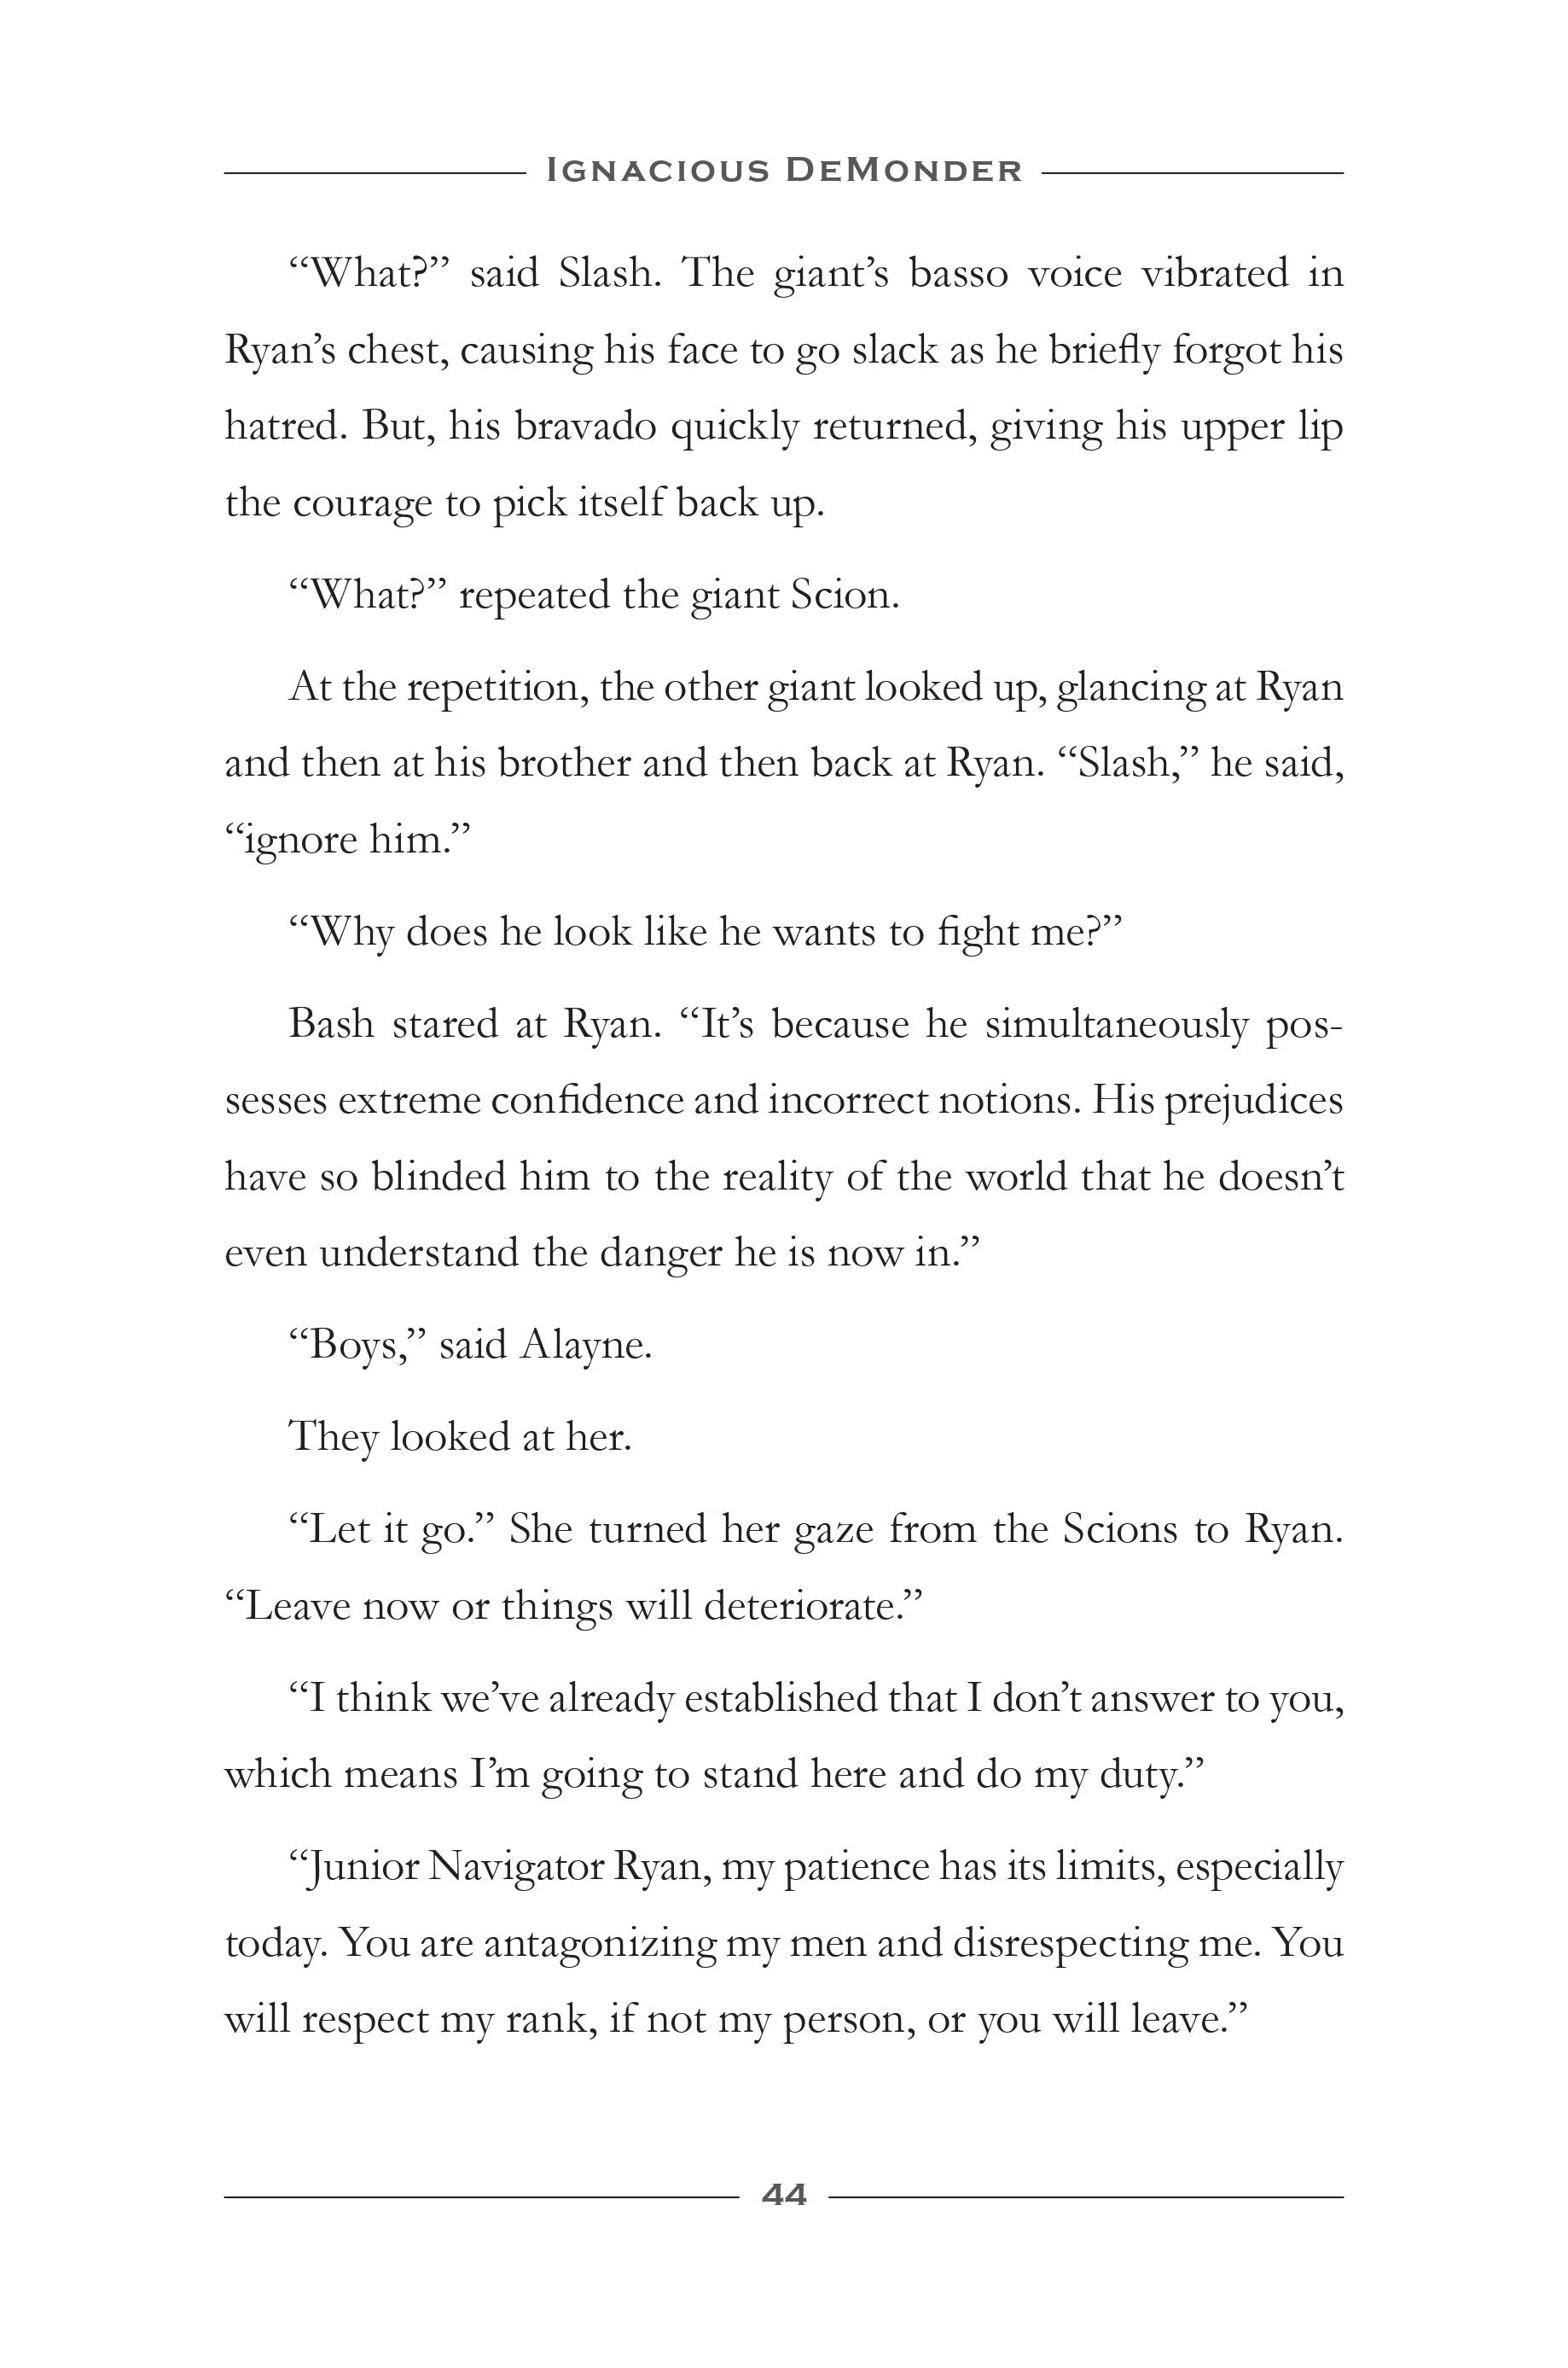 Ignacious DeMonder
“What?” said Slash. The giant’s basso voice vibrated in
Ryan’s chest, causing his face to go slack as he briefly forgot his
hatred. But, his bravado quickly returned, giving his upper lip
the courage to pick itself back up.
“What?” repeated the giant Scion.
At the repetition, the other giant looked up, glancing at Ryan
and then at his brother and then back at Ryan. “Slash,” he said,
“ignore him.”
“Why does he look like he wants to fight me?”
Bash stared at Ryan. “It’s because he simultaneously pos-
sesses extreme confidence and incorrect notions. His prejudices
have so blinded him to the reality of the world that he doesn’t
even understand the danger he is now in.”
“Boys,” said Alayne.
They looked at her.
“Let it go.” She turned her gaze from the Scions to Ryan.
“Leave now or things will deteriorate.”
“I think we’ve already established that I don’t answer to you,
which means I’m going to stand here and do my duty.”
“Junior Navigator Ryan, my patience has its limits, especially
today. You are antagonizing my men and disrespecting me. You
will respect my rank, if not my person, or you will leave.”
44